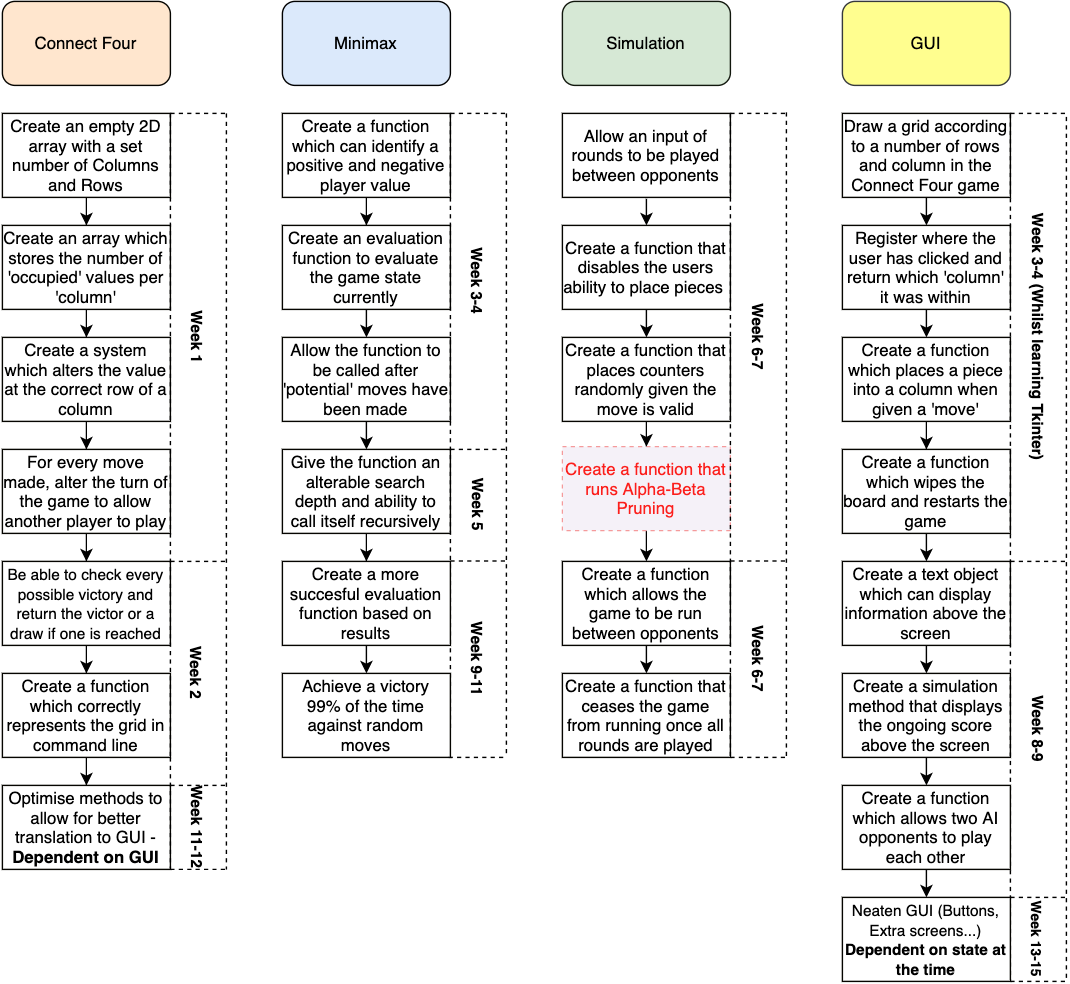 Connect Four
Create an empty 2D
array with a set
number of Columns
and Rows
Create an array which
stores the number of
'occupied' values per
'column'
Create a system
which alters the value
at the correct row of a
column
For every move
made, alter the turn of
the game to allow
another player to play
Be able to check every
possible victory and
return the victor or a
draw if one is reached
Create a function
which correctly
represents the grid in
command line
Optimise methods to
allow for better
translation to GUI -
Dependent on GUI
Week 1
Week 2
Week 11-12
Minimax
Create a function
which can identify a
positive and negative
player value
Create an evaluation
function to evaluate
the game state
currently
Allow the function to
be called after
'potential' moves have
been made
Give the function an
alterable search
depth and ability to
call itself recursively
Create a more
succesful evaluation
function based on
results
Achieve a victory
99% of the time
against random
moves
Week 3-4
Week 5
Week 9-11
Simulation
Allow an input of
rounds to be played
between opponents
Create a function that
disables the users
ability to place pieces
Create a function that
places counters
randomly given the
move is valid
Create a function that
runs Alpha-Beta
Pruning
Create a function
which allows the
game to be run
between opponents
Create a function that
ceases the game
from running once all
rounds are played
Week 6-7
Week 6-7
GUI
Draw a grid according
to a number of rows
and column in the
Connect Four game
Register where the
user has clicked and
return which 'column'
it was within
Create a function
which places a piece
into a column when
given a 'move'
Create a function
which wipes the
board and restarts the
game
Create a text object
which can display
information above the
screen
Create a simulation
method that displays
the ongoing score
above the screen
Create a function
which allows two AI
opponents to play
each other
Neaten GUI (Buttons,
Extra screens...)
Dependent on state at
the time
Week 3-4 (Whilst learning Tkinter)
Week 8-9
Week 13-15